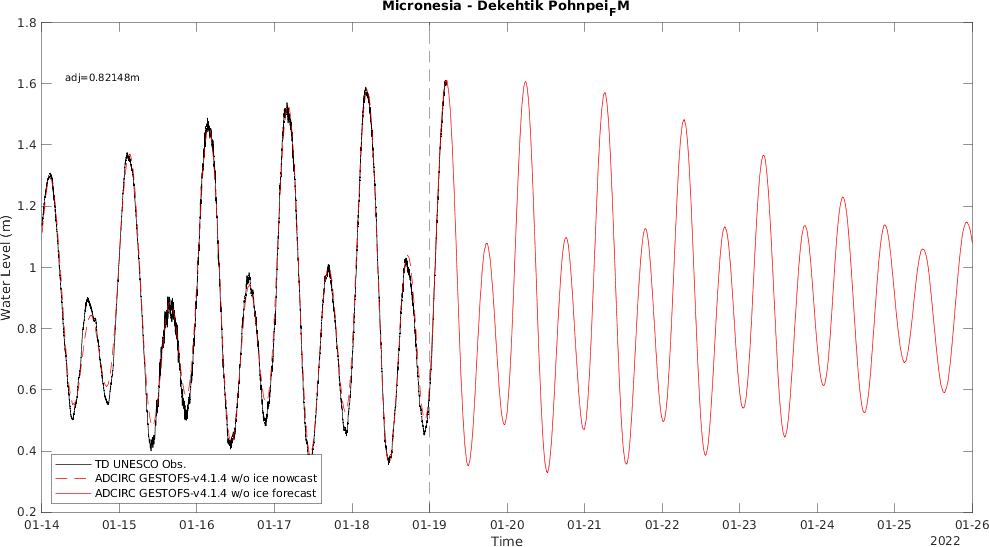 Micronesia - Dekehtik Pohnpei_FM
1.8
1.6
1.4
1.2
1
0.8
0.6
0.4
0.2
Water Level (m)
adj=0.82148m
TD UNESCO Obs.
ADCIRC GESTOFS-v4.1.4 w/o ice nowcast
ADCIRC GESTOFS-v4.1.4 w/o ice forecast
01-14 01-15 01-16 01-17 01-18 01-19 01-20 01-21 01-22 01-23 01-24 01-25 01-26
Time
2022